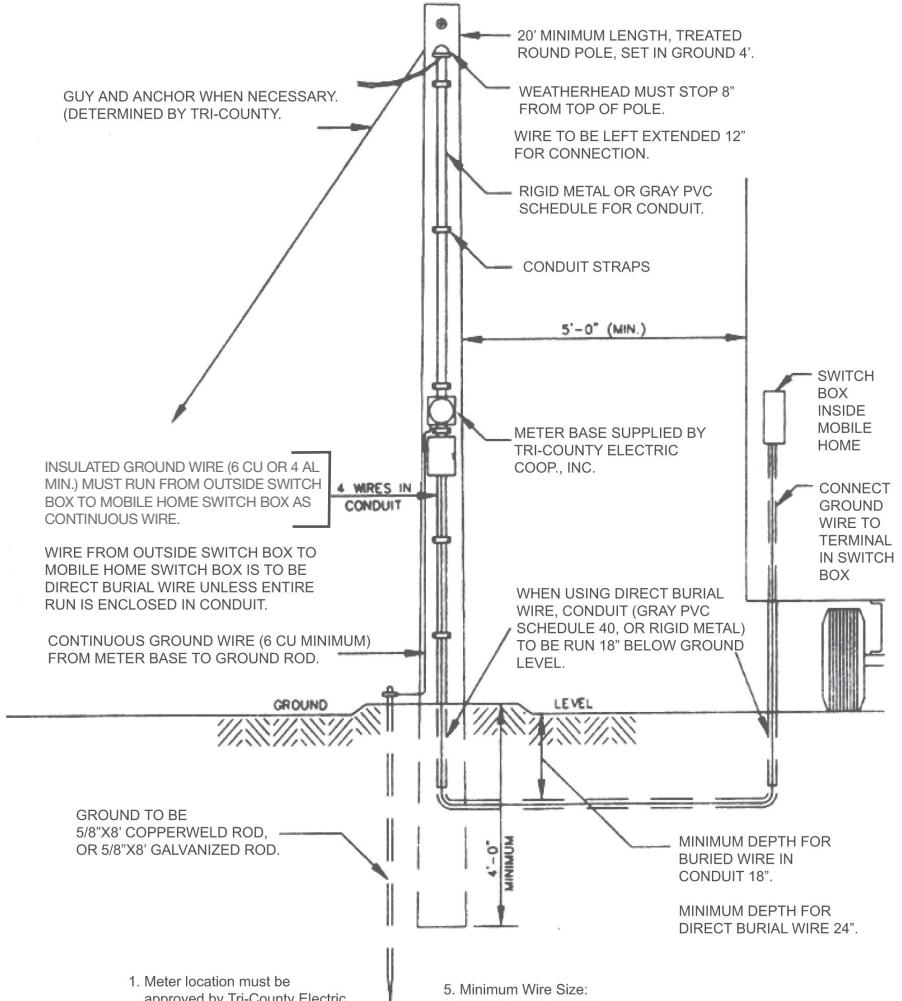 20' MINIMUM LENGTH, TREATED
ROUND POLE, SET IN GROUND 4'.
GUY AND ANCHOR WHEN NECESSARY.
(DETERMINED BY TRI-COUNTY.
WEATHERHEAD MUST STOP 8"
FROM TOP OF POLE.
WIRE TO BE LEFT EXTENDED 12"
FOR CONNECTION.
RIGID METAL OR GRAY PVC
SCHEDULE FOR CONDUIT.
CONDUIT STRAPS
5'-0" (MIN.)
SWITCH
BOX
INSIDE
MOBILE
HOME
METER BASE SUPPLIED BY
TRI-COUNTY ELECTRIC
COOP., INC.
INSULATED GROUND WIRE (6 CU OR 4 AL
MIN.) MUST RUN FROM OUTSIDE SWITCH
BOX TO MOBILE HOME SWITCH BOX AS
CONTINUOUS WIRE.
4 WIRES IN
CONDUIT
CONNECT
GROUND
WIRE TO
TERMINAL
IN SWITCH
BOX
WIRE FROM OUTSIDE SWITCH BOX TO
MOBILE HOME SWITCH BOX IS TO BE
DIRECT BURIAL WIRE UNLESS ENTIRE
RUN IS ENCLOSED IN CONDUIT.
WHEN USING DIRECT BURIAL
WIRE, CONDUIT (GRAY PVC
SCHEDULE 40, OR RIGID METAL)
TO BE RUN 18" BELOW GROUND
LEVEL.
CONTINUOUS GROUND WIRE (6 CU MINIMUM)
FROM METER BASE TO GROUND ROD.
GROUND
LEVEL
GROUND TO BE
5/8"X8' COPPERWELD ROD,
OR 5/8"X8' GALVANIZED ROD.
4'-0"
MINIMUM
MINIMUM DEPTH FOR
BURIED WIRE IN
CONDUIT 18".
MINIMUM DEPTH FOR
DIRECT BURIAL WIRE 24".
1. Meter location must be
approved by Tri-County Electric
5. Minimum Wire Size: